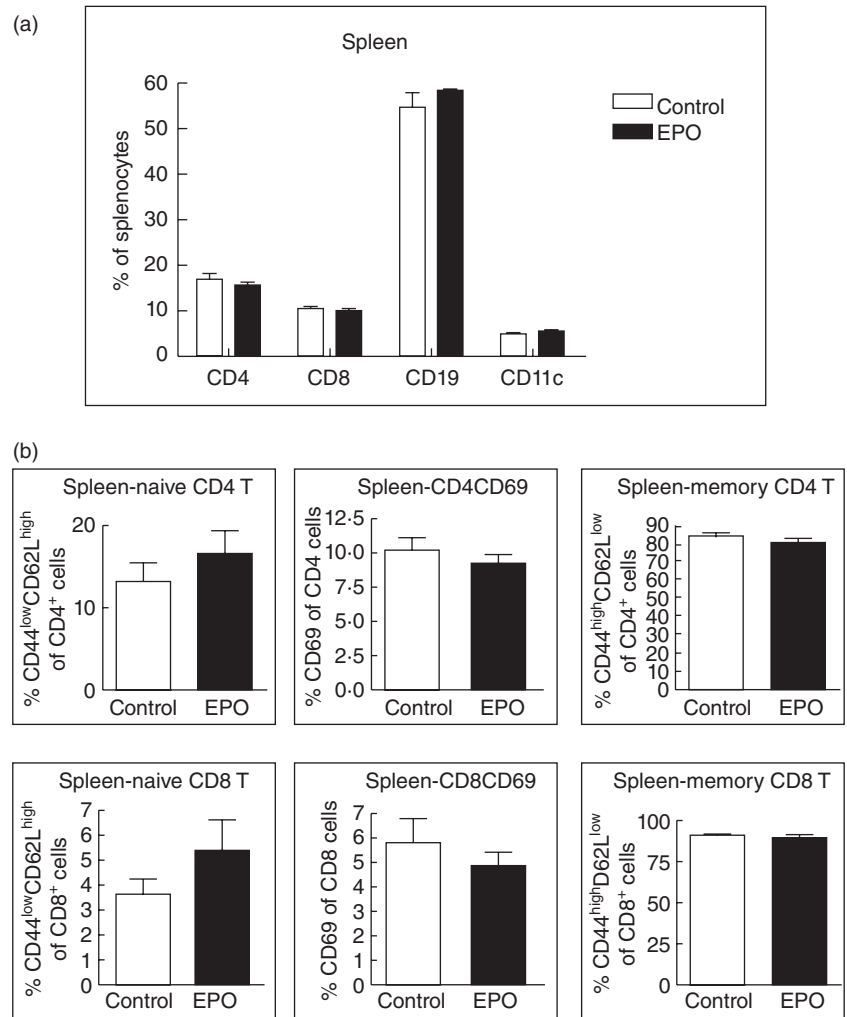 (a)
Spleen
% of splenocytes
60
50
40
30
20
10
0
CD4 CD8 CD19 CD11c
Control
EPO
(b)
Spleen-naive CD4 T
% CD44lowCD62Lhigh
of CD4+ cells
20
10
0
Control EPO
Spleen-CD4CD69
% CD69 of CD4 cells
12·5
10·0
7·5
5·0
2·5
0·0
Control EPO
Spleen-memory CD4 T
% CD44highCD62Llow
of CD4+ cells
90
80
70
60
50
40
30
20
10
0
Control EPO
Spleen-naive CD8 T
% CD44lowCD62Lhigh
of CD8+ cells
7
6
5
4
3
2
1
0
Control EPO
Spleen-CD8CD69
% CD69 of CD8 cells
7
6
5
4
3
2
1
0
Control EPO
Spleen-memory CD8 T
% CD44highD62Llow
of CD8+ cells
100
75
50
25
0
Control EPO